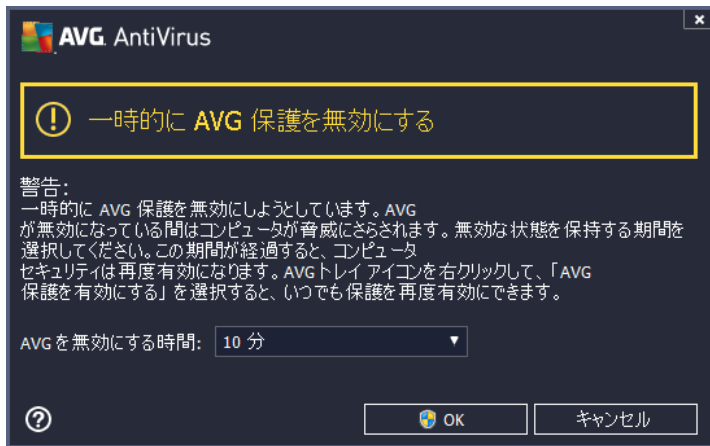 AVG AntiVirus
一時的に AVG 保護を無効にする
警告:
一時的に AVG 保護を無効にしようとしています。AVG
が無効になっている間はコンピュータが脅威にさらされます。無効な状態を保持する期間を
選択してください。この期間が経過すると、コンピュータ
セキュリティは再度有効になります。AVGトレイ アイコンを右クリックして、「AVG
保護を有効にする」を選択すると、いつでも保護を再度有効にできます。
AVGを無効にする時間: 10 分
OK キャンセル